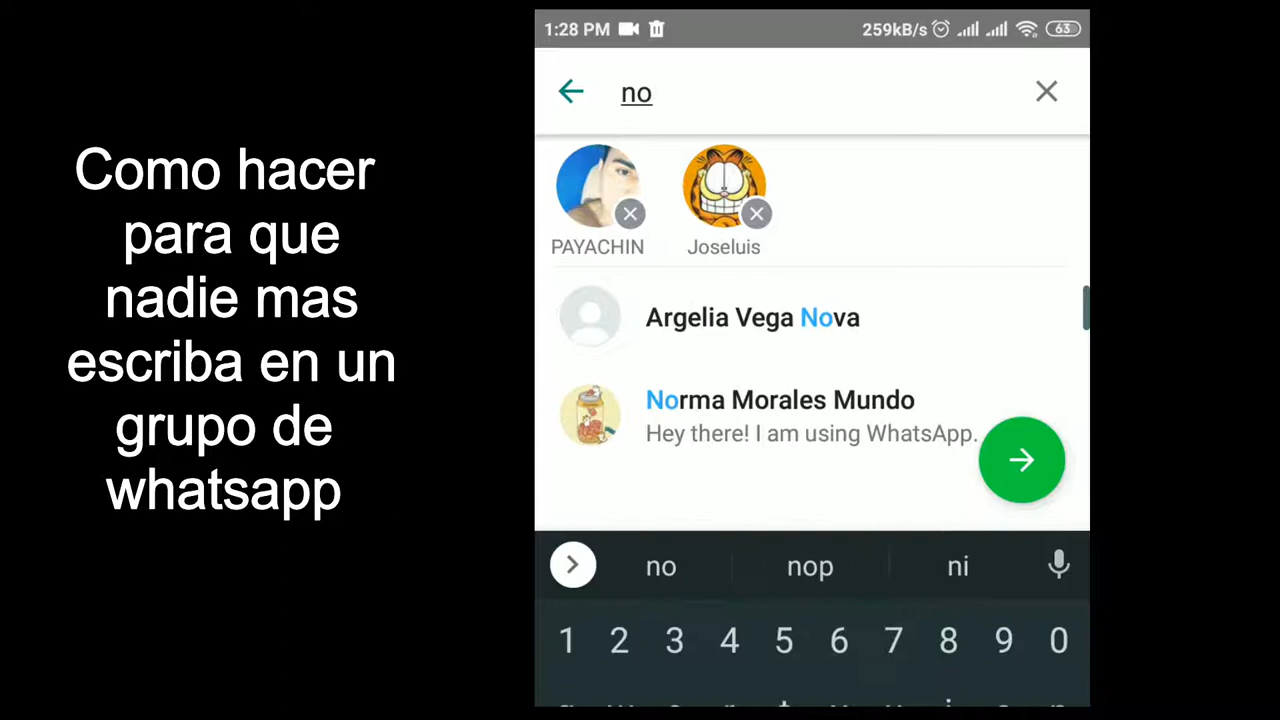 Como hacer
para que
nadie mas
escriba en un
grupo de
whatsapp
1:28 PM 259kB/s 63
no
PAYACHIN Joseluis
Argelia Vega Nova
Norma Morales Mundo
Hey there! I am using WhatsApp.
no nop ni
1 2 3 4 5 6 7 8 9 0